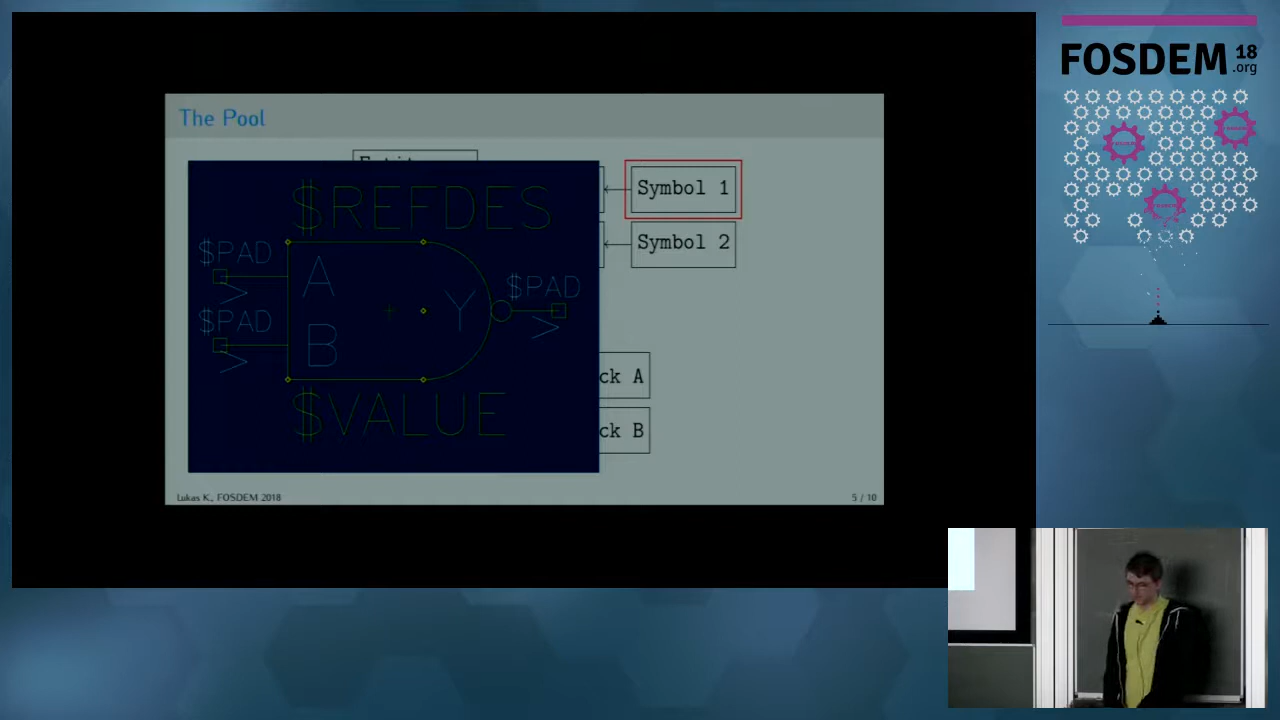 FOSDEM 18
.org
The Pool
Symbol 1
Symbol 2
$REFDES
$PAD
A
$PAD
Y
$PAD
B
$VALUE
ck A
ck B
Lukas K., FOSDEM 2018
5 / 10